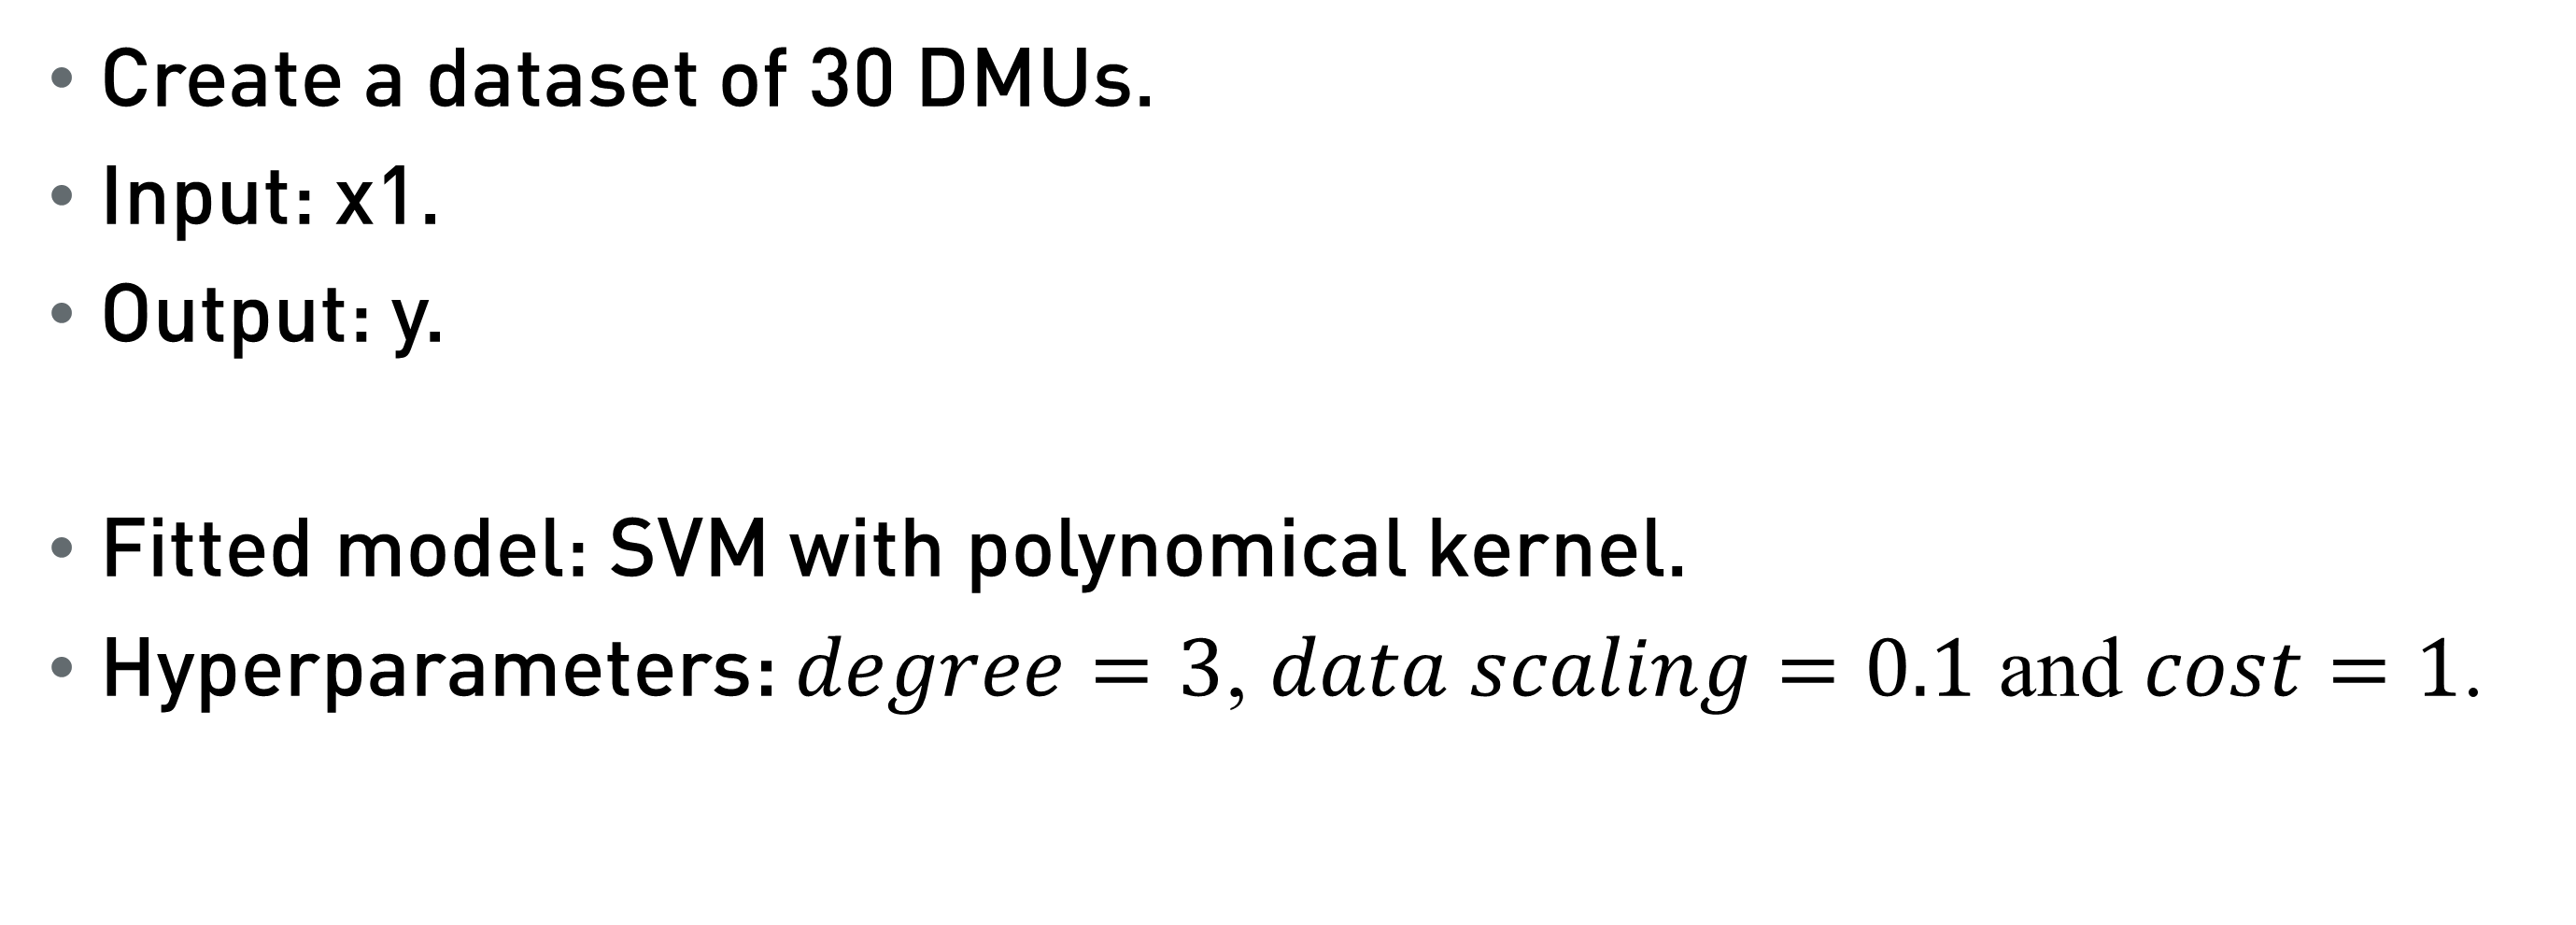 • Create a dataset of 30 DMUs.
• Input: x1.
• Output: y.
• Fitted model: SVM with polynomical kernel.
• Hyperparameters: degree = 3, data scaling = 0.1 and cost = 1.